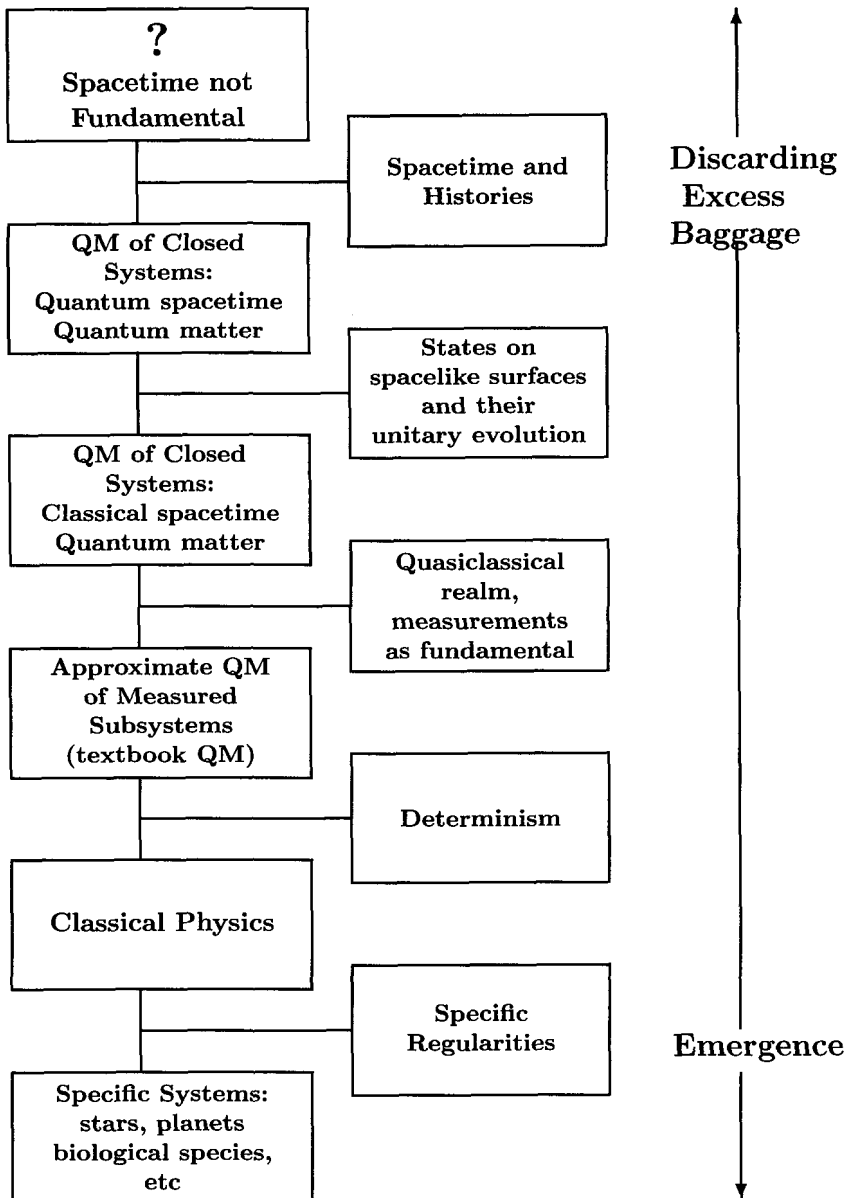 ?
Spacetime not
Fundamental
Spacetime and
Histories
QM of Closed
Systems:
Quantum spacetime
Quantum matter
States on
spacelike surfaces
and their
unitary evolution
QM of Closed
Systems:
Classical spacetime
Quantum matter
Quasiclassical
realm,
measurements
as fundamental
Approximate QM
of Measured
Subsystems
(textbook QM)
Determinism
Classical Physics
Specific
Regularities
Specific Systems:
stars, planets
biological species,
etc
Discarding
Excess
Baggage
Emergence